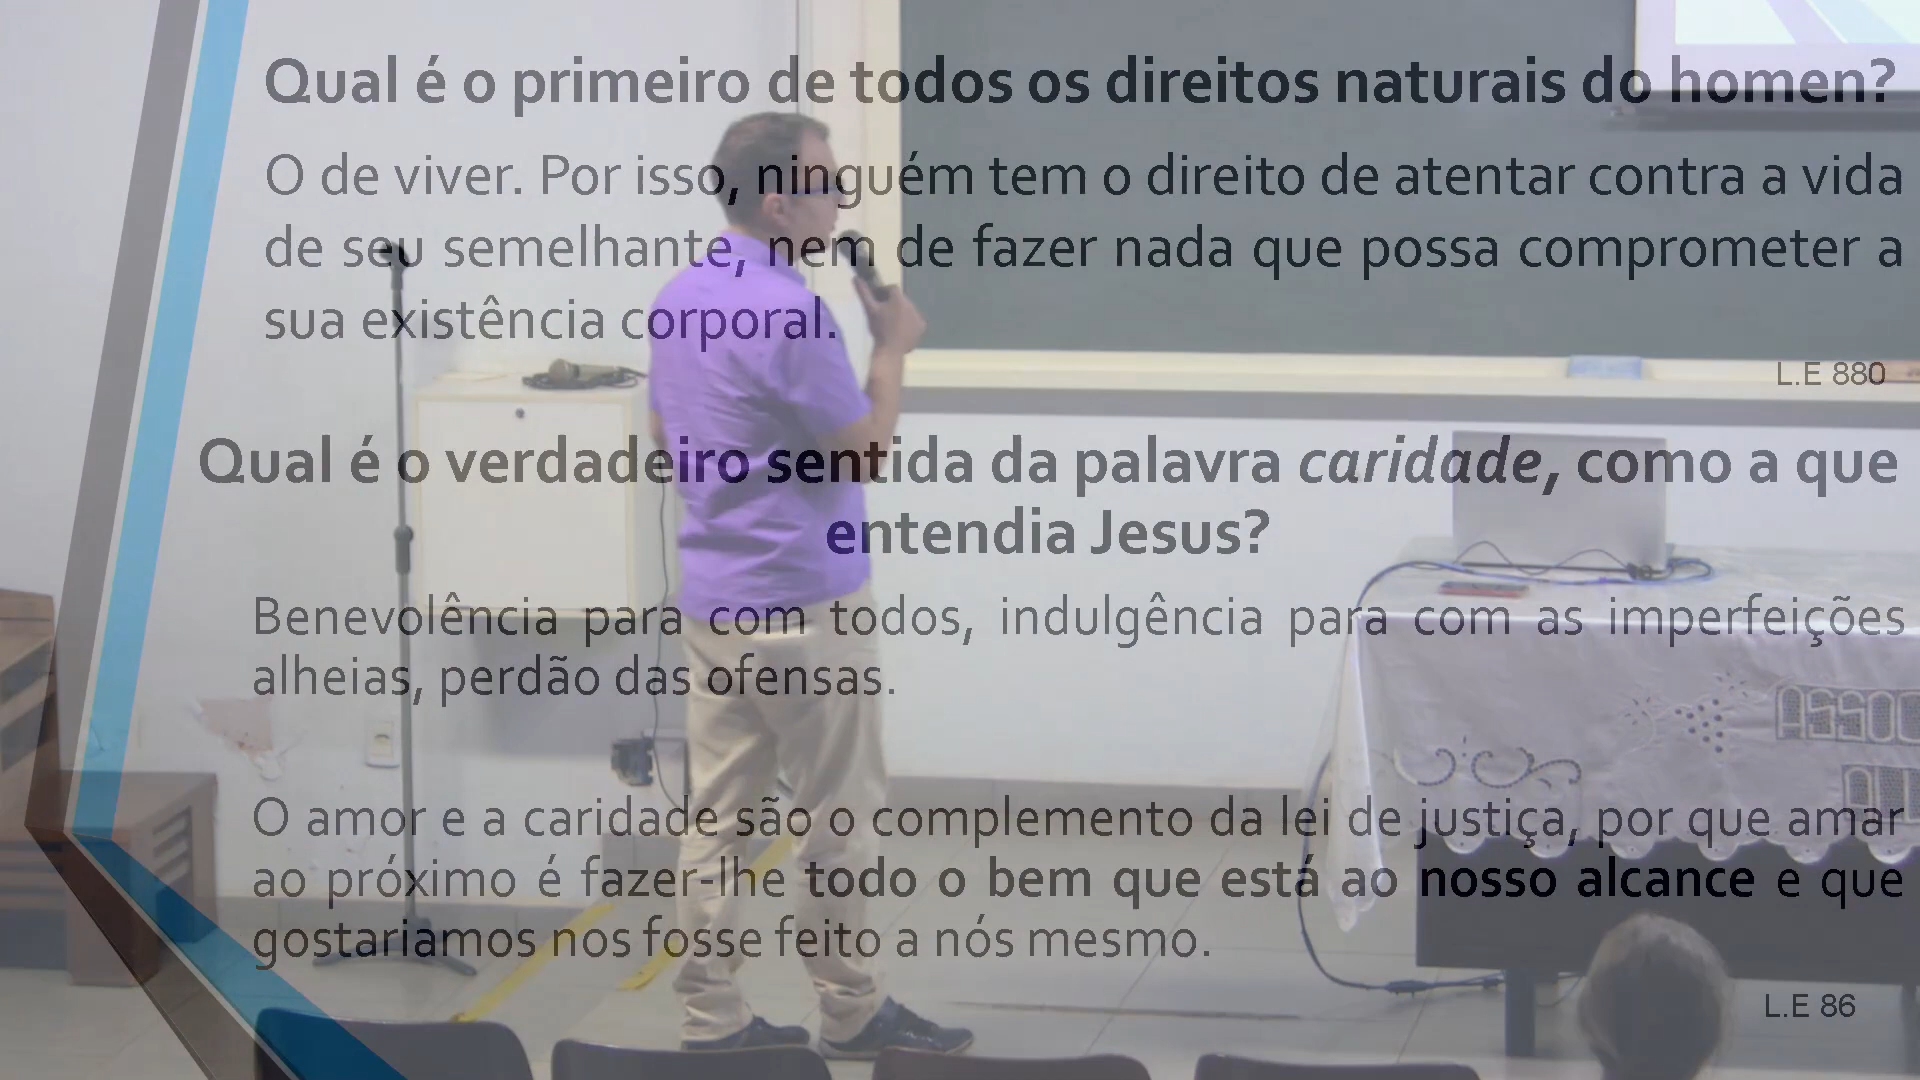 Qual é o primeiro de todos os direitos naturais do homen?
O de viver. Por isso, ninguém tem o direito de atentar contra a vida
de seu semelhante, nem de fazer nada que possa comprometer a
sua existência corporal.
L.E 880
Qual é o verdadeiro sentida da palavra caridade, como a que
entendia Jesus?
Benevolência para com todos, indulgência para com as imperfeições
alheias, perdão das ofensas.
ASSOC
O amor e a caridade são o complemento da lei de justiça, por que amar
ao próximo é fazer-lhe todo o bem que está ao nosso alcance e que
gostariamos nos fosse feito a nós mesmo.
L.E 86